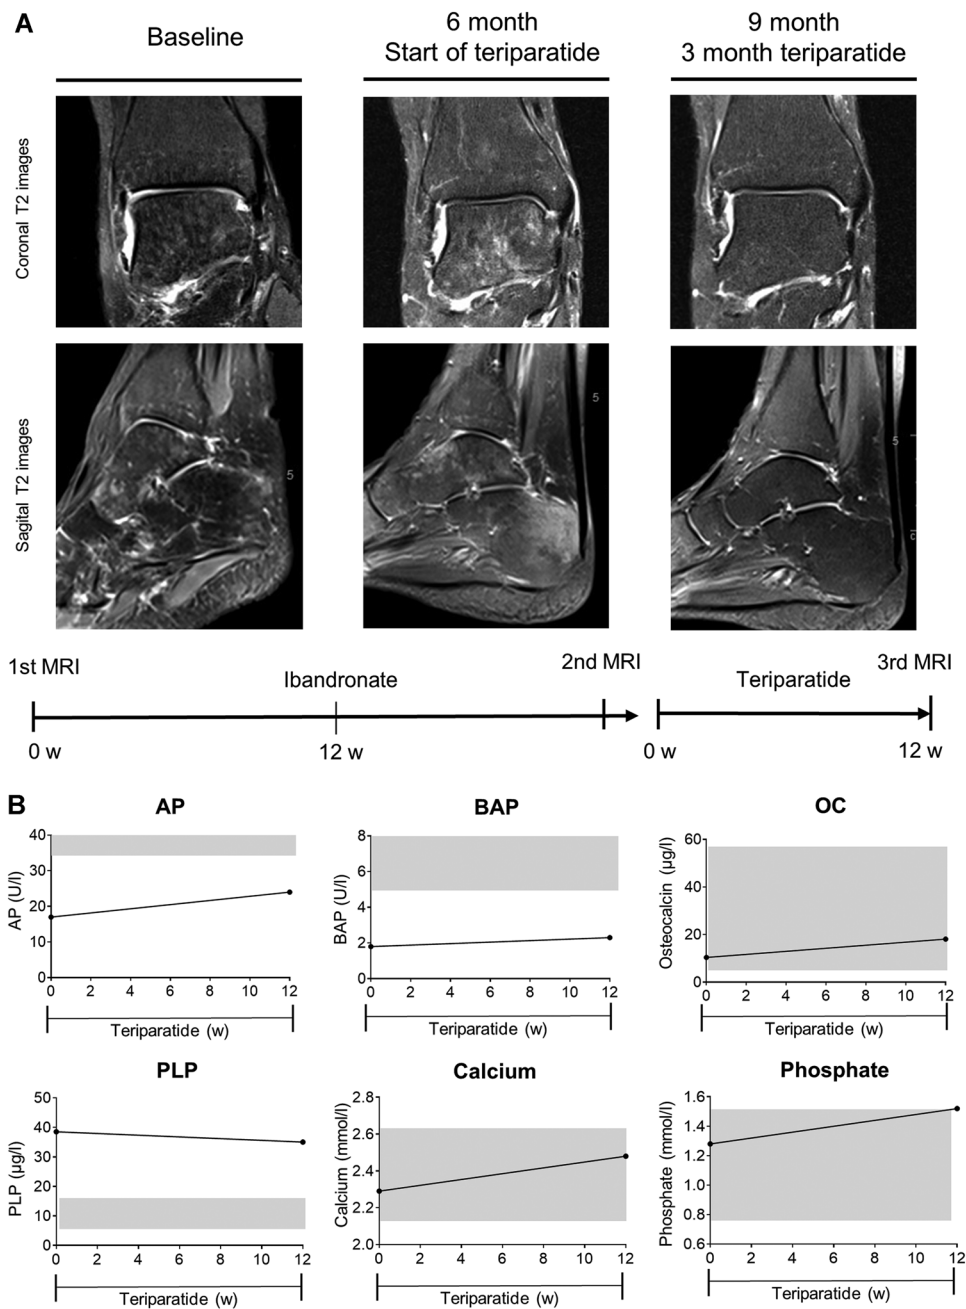 A
Baseline
6 month
Start of teriparatide
9 month
3 month teriparatide
Coronal T2 images
Sagital T2 images
5
5
5
1st MRI
Ibandronate
2nd MRI
Teriparatide
3rd MRI
0 w
12 w
0 w
12 w
B
AP
AP (U/l)
40
30
20
10
0
0 2 4 6 8 10 12
Teriparatide (w)
BAP
BAP (U/l)
8
6
4
2
0
0 2 4 6 8 10 12
Teriparatide (w)
OC
Osteocalcin (µg/l)
60
40
20
0
0 2 4 6 8 10 12
Teriparatide (w)
PLP
PLP (µg/l)
50
40
30
20
10
0
0 2 4 6 8 10 12
Teriparatide (w)
Calcium
Calcium (mmol/l)
2.8
2.6
2.4
2.2
2.0
0 2 4 6 8 10 12
Teriparatide (w)
Phosphate
Phosphate (mmol/l)
1.6
1.4
1.2
1.0
0.8
0.6
0 2 4 6 8 10 12
Teriparatide (w)